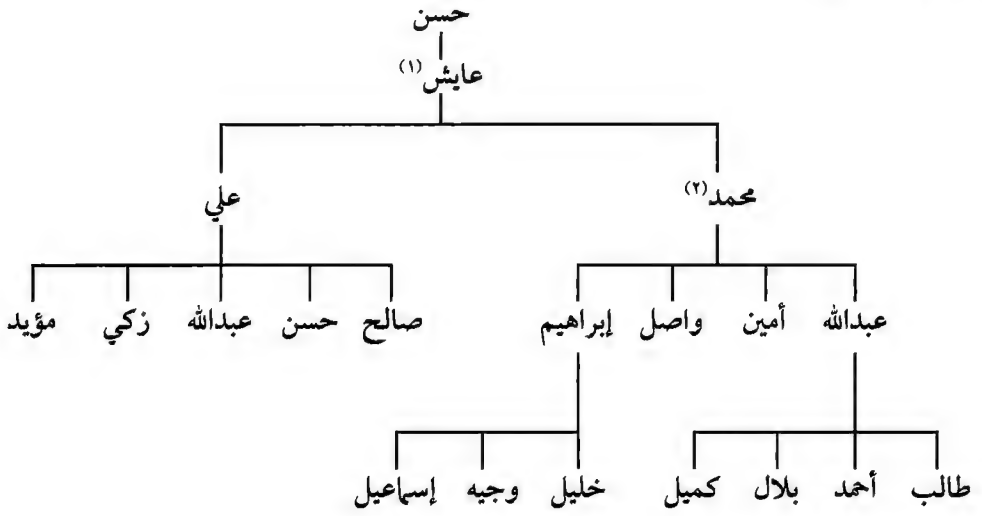 حسن
عايش (١)
محمد (٢) علي
عبدالله أمين واصل إبراهيم صالح حسن عبدالله زكي مؤيد
طالب أحمد بلال كميل خليل وجيه إسماعيل